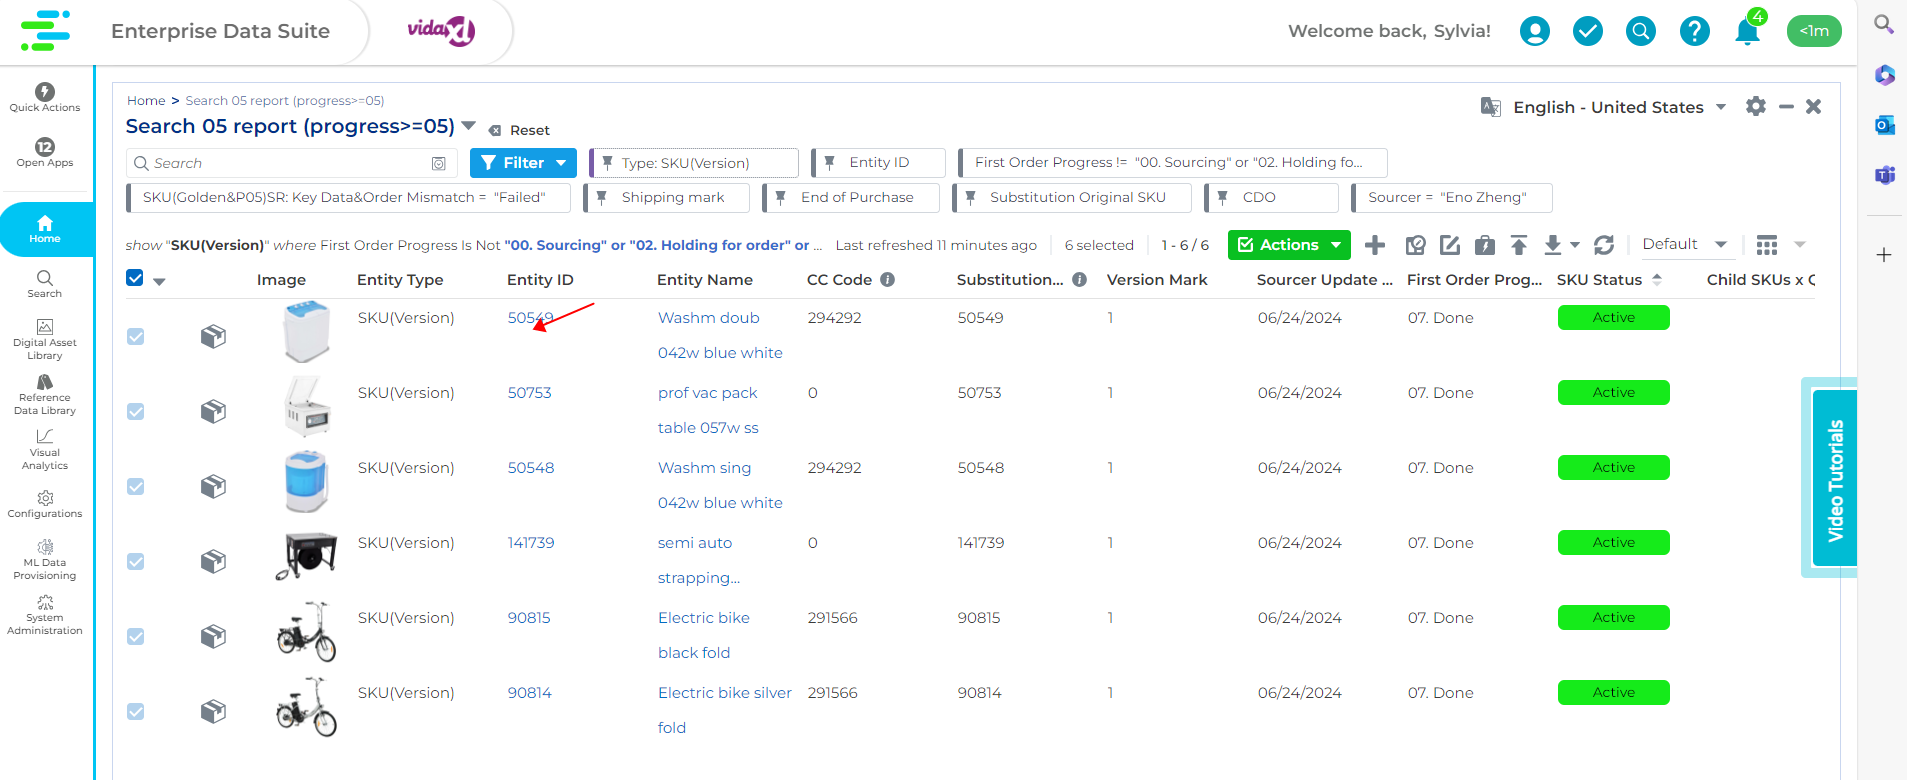 Enterprise Data Suite
vidaXL
Welcome back, Sylvia!
4
<1m
Quick Actions
12
Open Apps
Home
Search
Digital Asset
Library
Reference
Data Library
Visual
Analytics
Configurations
ML Data
Provisioning
System
Administration
Home > Search 05 report (progress>=05)
Search 05 report (progress>=05)
Reset
English - United States
Search
Filter
Type: SKU(Version)
Entity ID
First Order Progress != "00. Sourcing" or "02. Holding fo...
SKU(Golden&P05)SR: Key Data&Order Mismatch = "Failed"
Shipping mark
End of Purchase
Substitution Original SKU
CDO
Sourcer = "Eno Zheng"
show "SKU(Version)" where First Order Progress Is Not "00. Sourcing" or "02. Holding for order" or ...
Last refreshed 11 minutes ago
6 selected
1 - 6 / 6
Actions
Default
Image Entity Type Entity ID Entity Name CC Code Substitution... Version Mark Sourcer Update ... First Order Prog... SKU Status Child SKUs x Q
SKU(Version) 50549 Washm doub 294292 50549 1 06/24/2024 07. Done Active
042w blue white
SKU(Version) 50753 prof vac pack 0 50753 1 06/24/2024 07. Done Active
table 057w ss
SKU(Version) 50548 Washm sing 294292 50548 1 06/24/2024 07. Done Active
042w blue white
SKU(Version) 141739 semi auto 0 141739 1 06/24/2024 07. Done Active
strapping...
SKU(Version) 90815 Electric bike 291566 90815 1 06/24/2024 07. Done Active
black fold
SKU(Version) 90814 Electric bike silver 291566 90814 1 06/24/2024 07. Done Active
fold
Video Tutorials